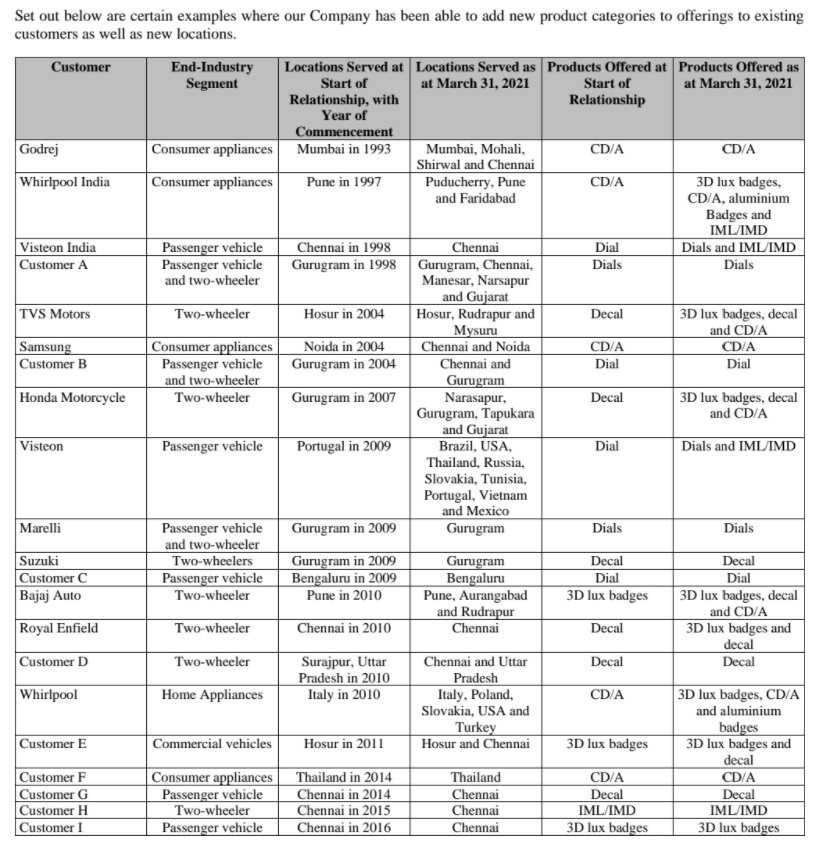 Set out below are certain examples where our Company has been able to add new product categories to offerings to existing
customers as well as new locations.
Customer End-Industry Segment Locations Served at Start of Relationship, with Year of Commencement Locations Served as at March 31, 2021 Products Offered at Start of Relationship Products Offered as at March 31, 2021
Godrej Consumer appliances Mumbai in 1993 Mumbai, Mohali, Shirwal and Chennai CD/A CD/A
Whirlpool India Consumer appliances Pune in 1997 Puducherry, Pune and Faridabad CD/A 3D lux badges, CD/A, aluminium Badges and IML/IMD
Visteon India Passenger vehicle Chennai in 1998 Chennai Dial Dials and IML/IMD
Customer A Passenger vehicle and two-wheeler Gurugram in 1998 Gurugram, Chennai, Manesar, Narsapur and Gujarat Dials Dials
TVS Motors Two-wheeler Hosur in 2004 Hosur, Rudrapur and Mysuru Decal 3D lux badges, decal and CD/A
Samsung Consumer appliances Noida in 2004 Chennai and Noida CD/A CD/A
Customer B Passenger vehicle and two-wheeler Gurugram in 2004 Chennai and Gurugram Dial Dial
Honda Motorcycle Two-wheeler Gurugram in 2007 Narasapur, Gurugram, Tapukara and Gujarat Decal 3D lux badges, decal and CD/A
Visteon Passenger vehicle Portugal in 2009 Brazil, USA, Thailand, Russia, Slovakia, Tunisia, Portugal, Vietnam and Mexico Dial Dials and IML/IMD
Marelli Passenger vehicle and two-wheeler Gurugram in 2009 Gurugram Dials Dials
Suzuki Two-wheelers Gurugram in 2009 Gurugram Decal Decal
Customer C Passenger vehicle Bengaluru in 2009 Bengaluru Dial Dial
Bajaj Auto Two-wheeler Pune in 2010 Pune, Aurangabad and Rudrapur 3D lux badges 3D lux badges, decal and CD/A
Royal Enfield Two-wheeler Chennai in 2010 Chennai Decal 3D lux badges and decal
Customer D Two-wheeler Surajpur, Uttar Pradesh in 2010 Chennai and Uttar Pradesh Decal Decal
Whirlpool Home Appliances Italy in 2010 Italy, Poland, Slovakia, USA and Turkey CD/A 3D lux badges, CD/A and aluminium badges
Customer E Commercial vehicles Hosur in 2011 Hosur and Chennai 3D lux badges 3D lux badges and decal
Customer F Consumer appliances Thailand in 2014 Thailand CD/A CD/A
Customer G Passenger vehicle Chennai in 2014 Chennai Decal Decal
Customer H Two-wheeler Chennai in 2015 Chennai IML/IMD IML/IMD
Customer I Passenger vehicle Chennai in 2016 Chennai 3D lux badges 3D lux badges